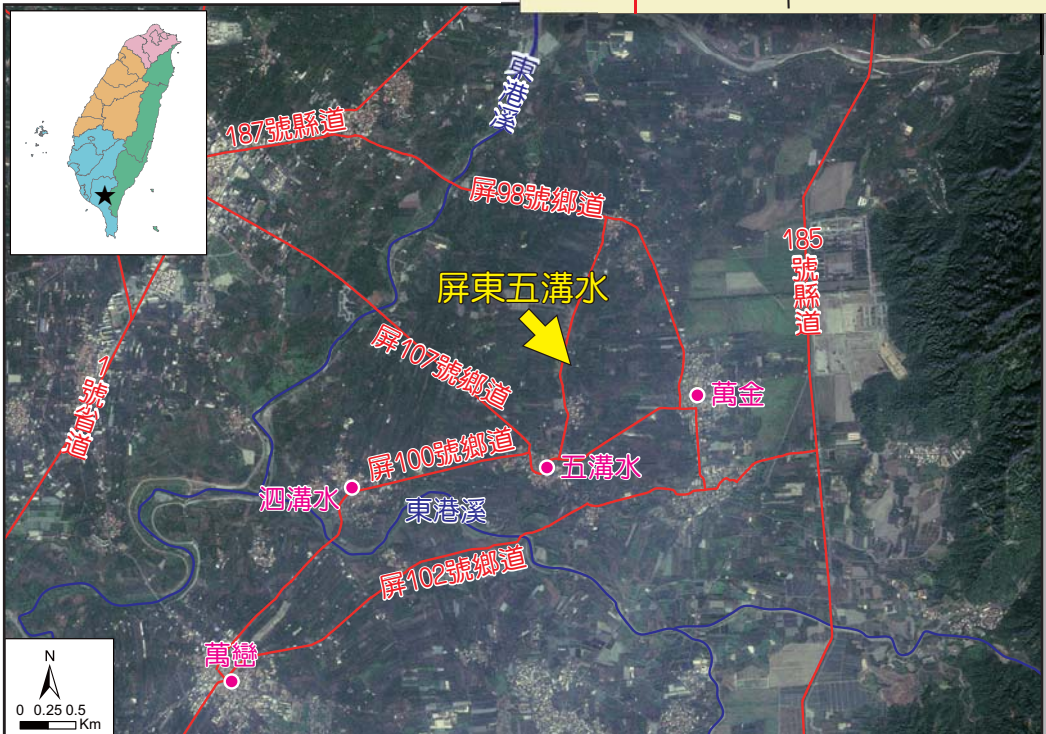 東港溪
187號縣道
屏98號鄉道
185號縣道
屏東五溝水
屏107號鄉道
1號省道
萬金
屏100號鄉道
五溝水
泗溝水
東港溪
屏102號鄉道
萬巒
N
0 0.25 0.5
Km